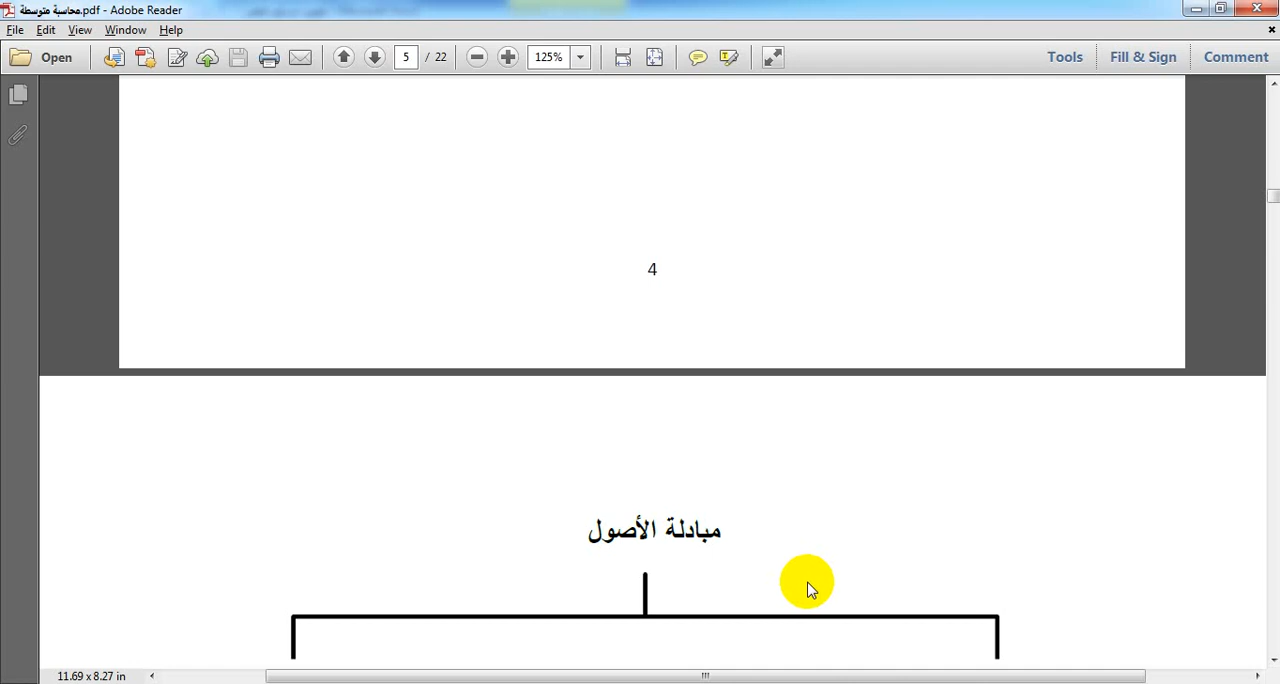 محاسبة متوسطة.pdf - Adobe Reader
File Edit View Window Help
Open 5 / 22 125% Tools Fill & Sign Comment
4
مبادلة الأصول
11.69 x 8.27 in